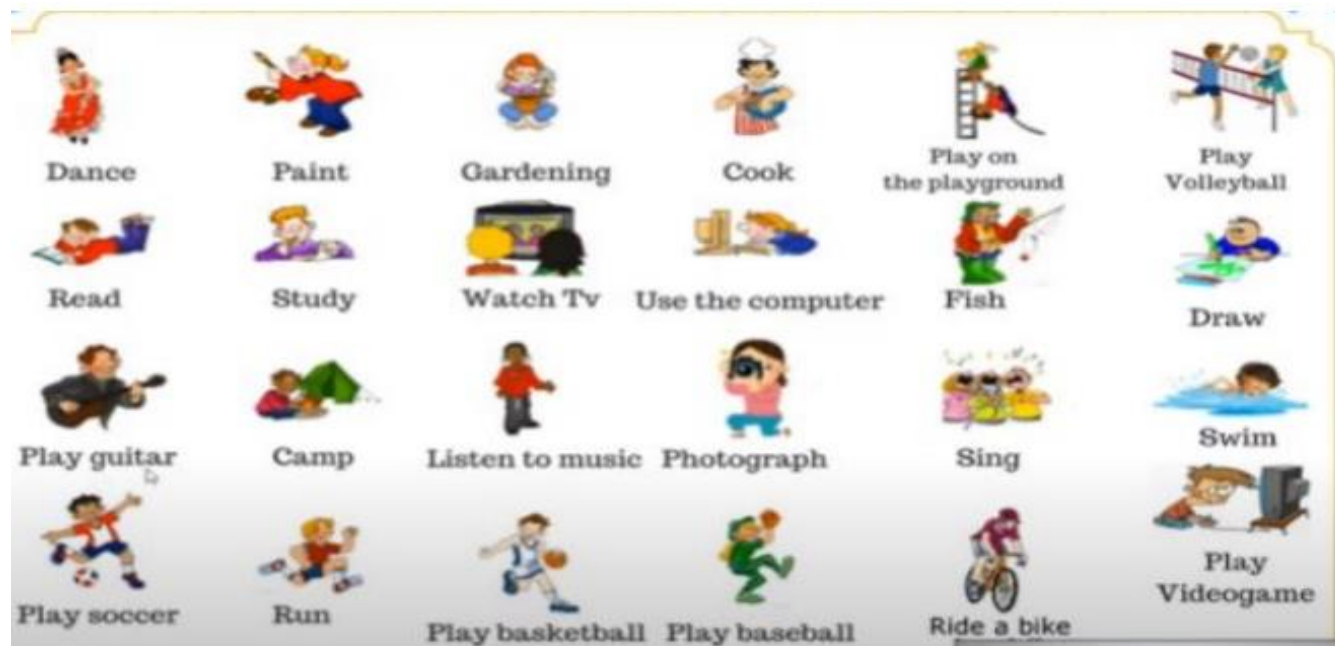 Dance
Paint
Gardening
Cook
Play on
the playground
Play
Volleyball
Read
Study
Watch Tv
Use the computer
Fish
Draw
Play guitar
Camp
Listen to music
Photograph
Sing
Swim
Play soccer
Run
Play basketball
Play baseball
Ride a bike
Play
Videogame